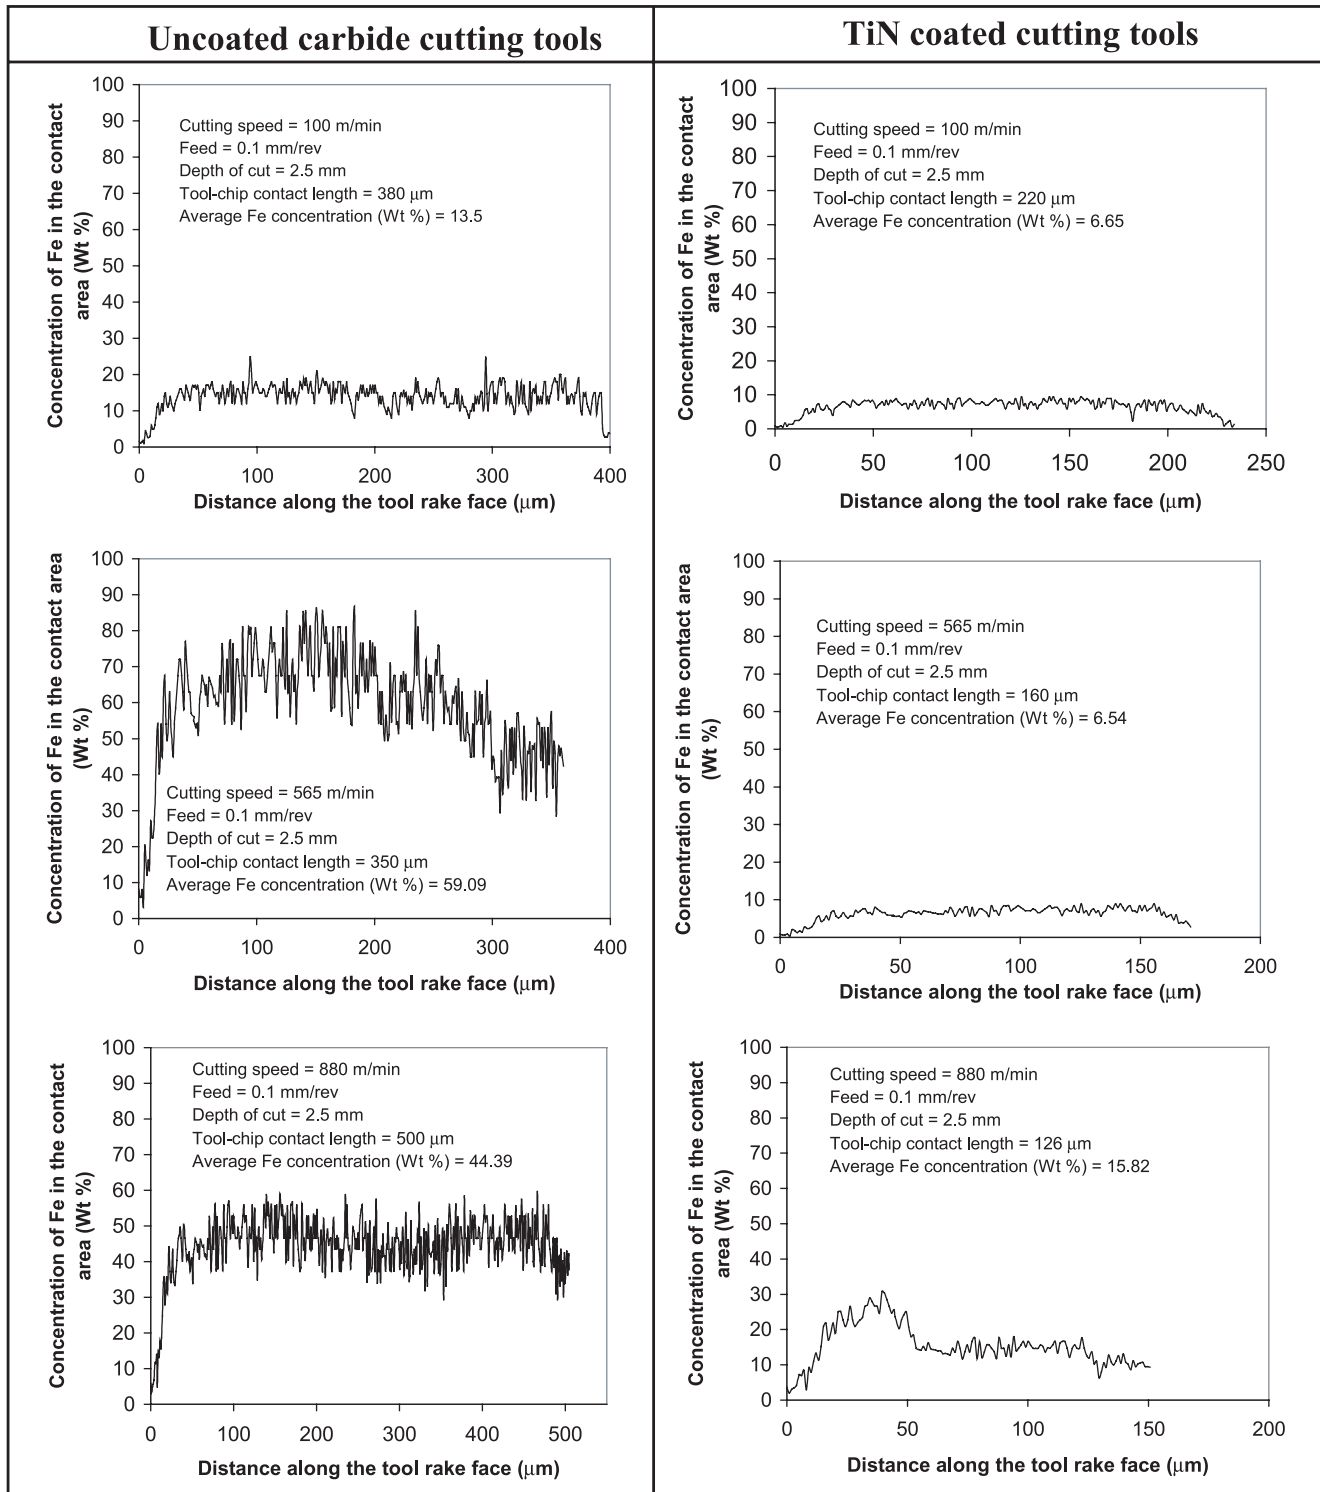 Uncoated carbide cutting tools
TiN coated cutting tools
Concentration of Fe in the contact
area (Wt %)
100
90
80
70
60
50
40
30
20
10
0
Cutting speed = 100 m/min
Feed = 0.1 mm/rev
Depth of cut = 2.5 mm
Tool-chip contact length = 380 μm
Average Fe concentration (Wt %) = 13.5
0 100 200 300 400
Distance along the tool rake face (μm)
Concentration of Fe in the contact
area (Wt %)
100
90
80
70
60
50
40
30
20
10
0
Cutting speed = 100 m/min
Feed = 0.1 mm/rev
Depth of cut = 2.5 mm
Tool-chip contact length = 220 μm
Average Fe concentration (Wt %) = 6.65
0 50 100 150 200 250
Distance along the tool rake face (μm)
Concentration of Fe in the contact area
(Wt %)
100
90
80
70
60
50
40
30
20
10
0
Cutting speed = 565 m/min
Feed = 0.1 mm/rev
Depth of cut = 2.5 mm
Tool-chip contact length = 350 μm
Average Fe concentration (Wt %) = 59.09
0 100 200 300 400
Distance along the tool rake face (μm)
Concentration of Fe in the contact area
(Wt %)
100
90
80
70
60
50
40
30
20
10
0
Cutting speed = 565 m/min
Feed = 0.1 mm/rev
Depth of cut = 2.5 mm
Tool-chip contact length = 160 μm
Average Fe concentration (Wt %) = 6.54
0 50 100 150 200
Distance along the tool rake face (μm)
Concentration of Fe in the contact
area (Wt %)
100
90
80
70
60
50
40
30
20
10
0
Cutting speed = 880 m/min
Feed = 0.1 mm/rev
Depth of cut = 2.5 mm
Tool-chip contact length = 500 μm
Average Fe concentration (Wt %) = 44.39
0 100 200 300 400 500
Distance along the tool rake face (μm)
Concentration of Fe in the contact
area (Wt %)
100
90
80
70
60
50
40
30
20
10
0
Cutting speed = 880 m/min
Feed = 0.1 mm/rev
Depth of cut = 2.5 mm
Tool-chip contact length = 126 μm
Average Fe concentration (Wt %) = 15.82
0 50 100 150 200
Distance along the tool rake face (μm)